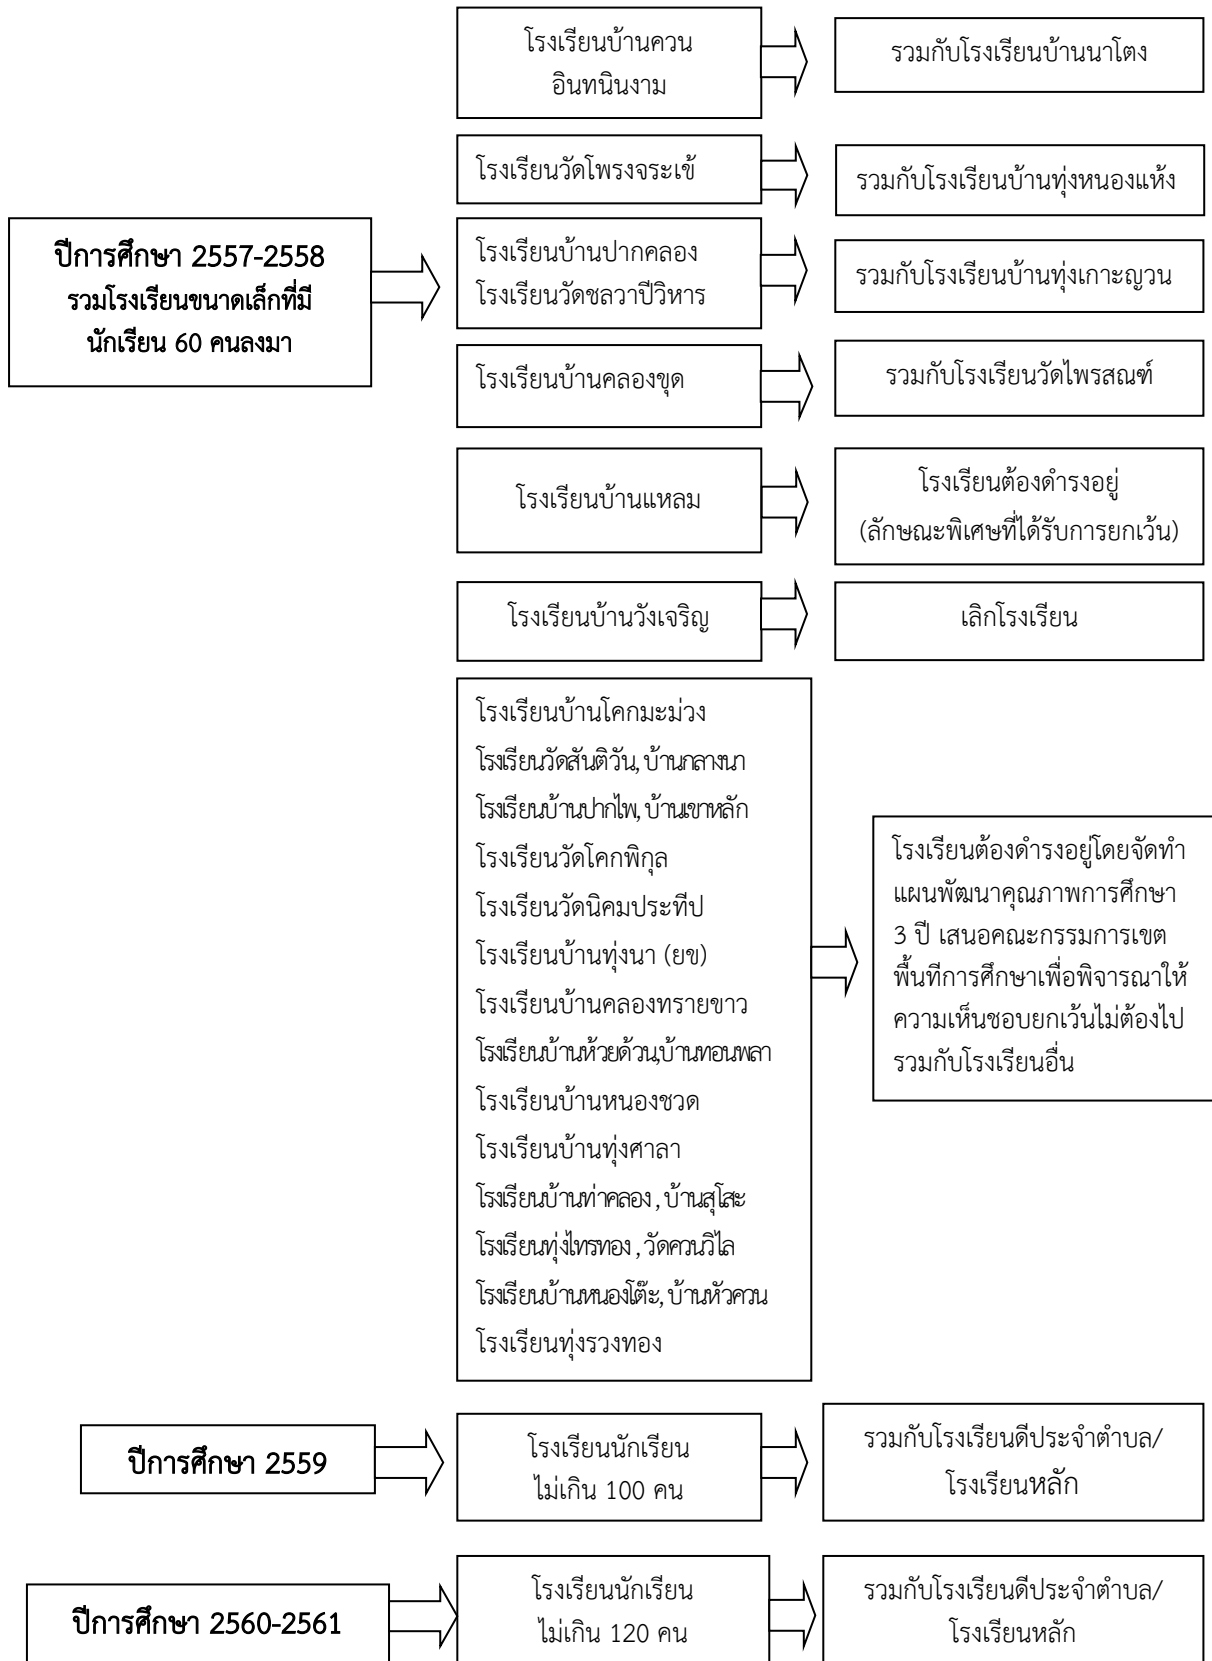 โรงเรียนบ้านควน
อินทนินงาม
รวมกับโรงเรียนบ้านนาโตง
โรงเรียนวัดโพรงจระเข้
รวมกับโรงเรียนบ้านทุ่งหนองแห้ง
ปีการศึกษา 2557-2558
รวมโรงเรียนขนาดเล็กที่มี
นักเรียน 60 คนลงมา
โรงเรียนบ้านปากคลอง
โรงเรียนวัดชลวาปีวิหาร
รวมกับโรงเรียนบ้านทุ่งเกาะญวน
โรงเรียนบ้านคลองขุด
รวมกับโรงเรียนวัดไพรสณฑ์
โรงเรียนบ้านแหลม
โรงเรียนต้องดำรงอยู่
(ลักษณะพิเศษที่ได้รับการยกเว้น)
โรงเรียนบ้านวังเจริญ
เลิกโรงเรียน
โรงเรียนบ้านโคกมะม่วง
โรงเรียนวัดสันติวัน, บ้านกลางนา
โรงเรียนบ้านปากไพ, บ้านเขาหลัก
โรงเรียนวัดโคกพิกุล
โรงเรียนวัดนิคมประทีป
โรงเรียนบ้านทุ่งนา (ยข)
โรงเรียนบ้านคลองทรายขาว
โรงเรียนบ้านห้วยด้วน,บ้านทอนพลา
โรงเรียนบ้านหนองชวด
โรงเรียนบ้านทุ่งศาลา
โรงเรียนบ้านท่าคลอง , บ้านสุโสะ
โรงเรียนทุ่งไทรทอง , วัดควนวิไล
โรงเรียนบ้านหนองโต๊ะ, บ้านหัวควน
โรงเรียนทุ่งรวงทอง
โรงเรียนต้องดำรงอยู่โดยจัดทำ
แผนพัฒนาคุณภาพการศึกษา
3 ปี เสนอคณะกรรมการเขต
พื้นที่การศึกษาเพื่อพิจารณาให้
ความเห็นชอบยกเว้นไม่ต้องไป
รวมกับโรงเรียนอื่น
ปีการศึกษา 2559
โรงเรียนนักเรียน
ไม่เกิน 100 คน
รวมกับโรงเรียนดีประจำตำบล/
โรงเรียนหลัก
ปีการศึกษา 2560-2561
โรงเรียนนักเรียน
ไม่เกิน 120 คน
รวมกับโรงเรียนดีประจำตำบล/
โรงเรียนหลัก